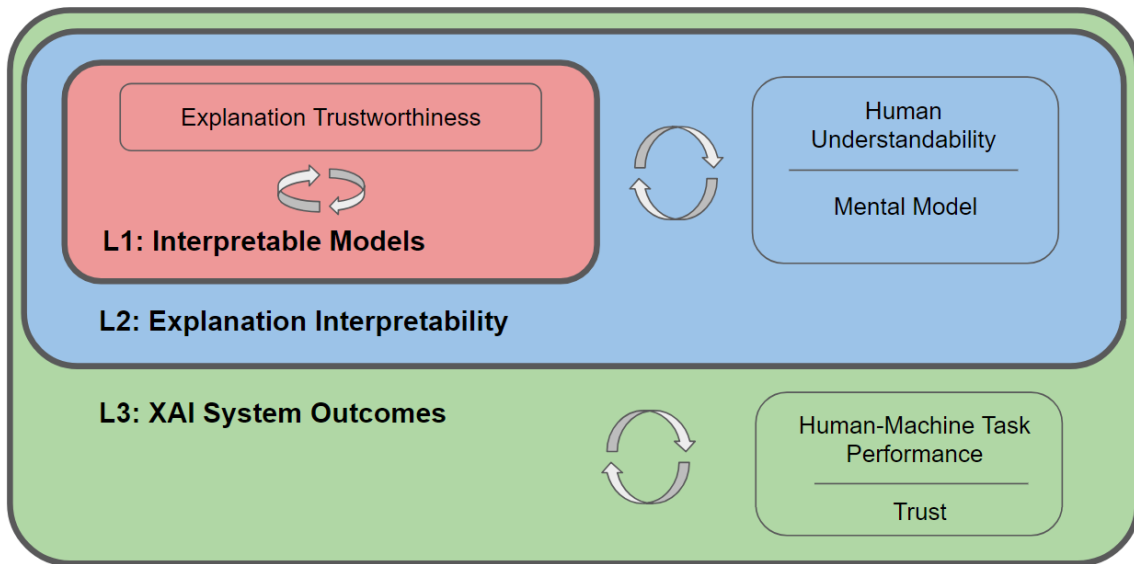 Explanation Trustworthiness
L1: Interpretable Models
Human
Understandability
Mental Model
L2: Explanation Interpretability
L3: XAI System Outcomes
Human-Machine Task
Performance
Trust